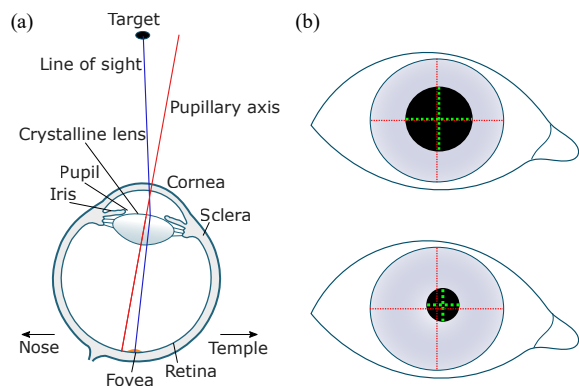 (a)
Target
Line of sight
Pupillary axis
Crystalline lens
Pupil
Iris
Cornea
Sclera
Nose
Temple
Fovea
Retina
(b)